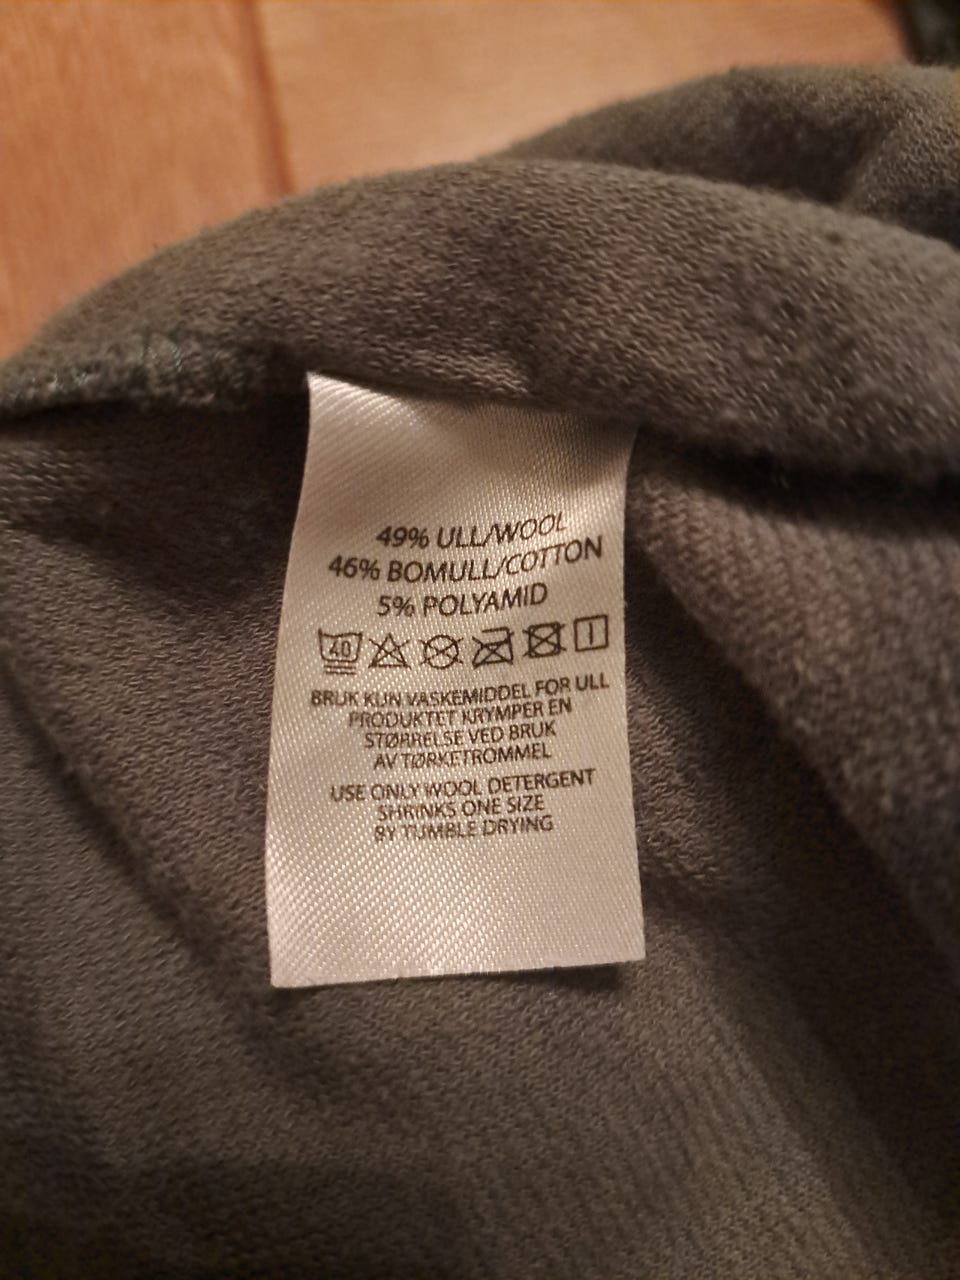 49% ULL/WOOL
46% BOMULL/COTTON
5% POLYAMID
40
BRUK KUN VASKEMIDDEL FOR ULL
PRODUKTET KRYMPER EN
STØRRELSE VED BRUK
AV TØRKETROMMEL
USE ONLY WOOL DETERGENT
SHRINKS ONE SIZE
BY TUMBLE DRYING